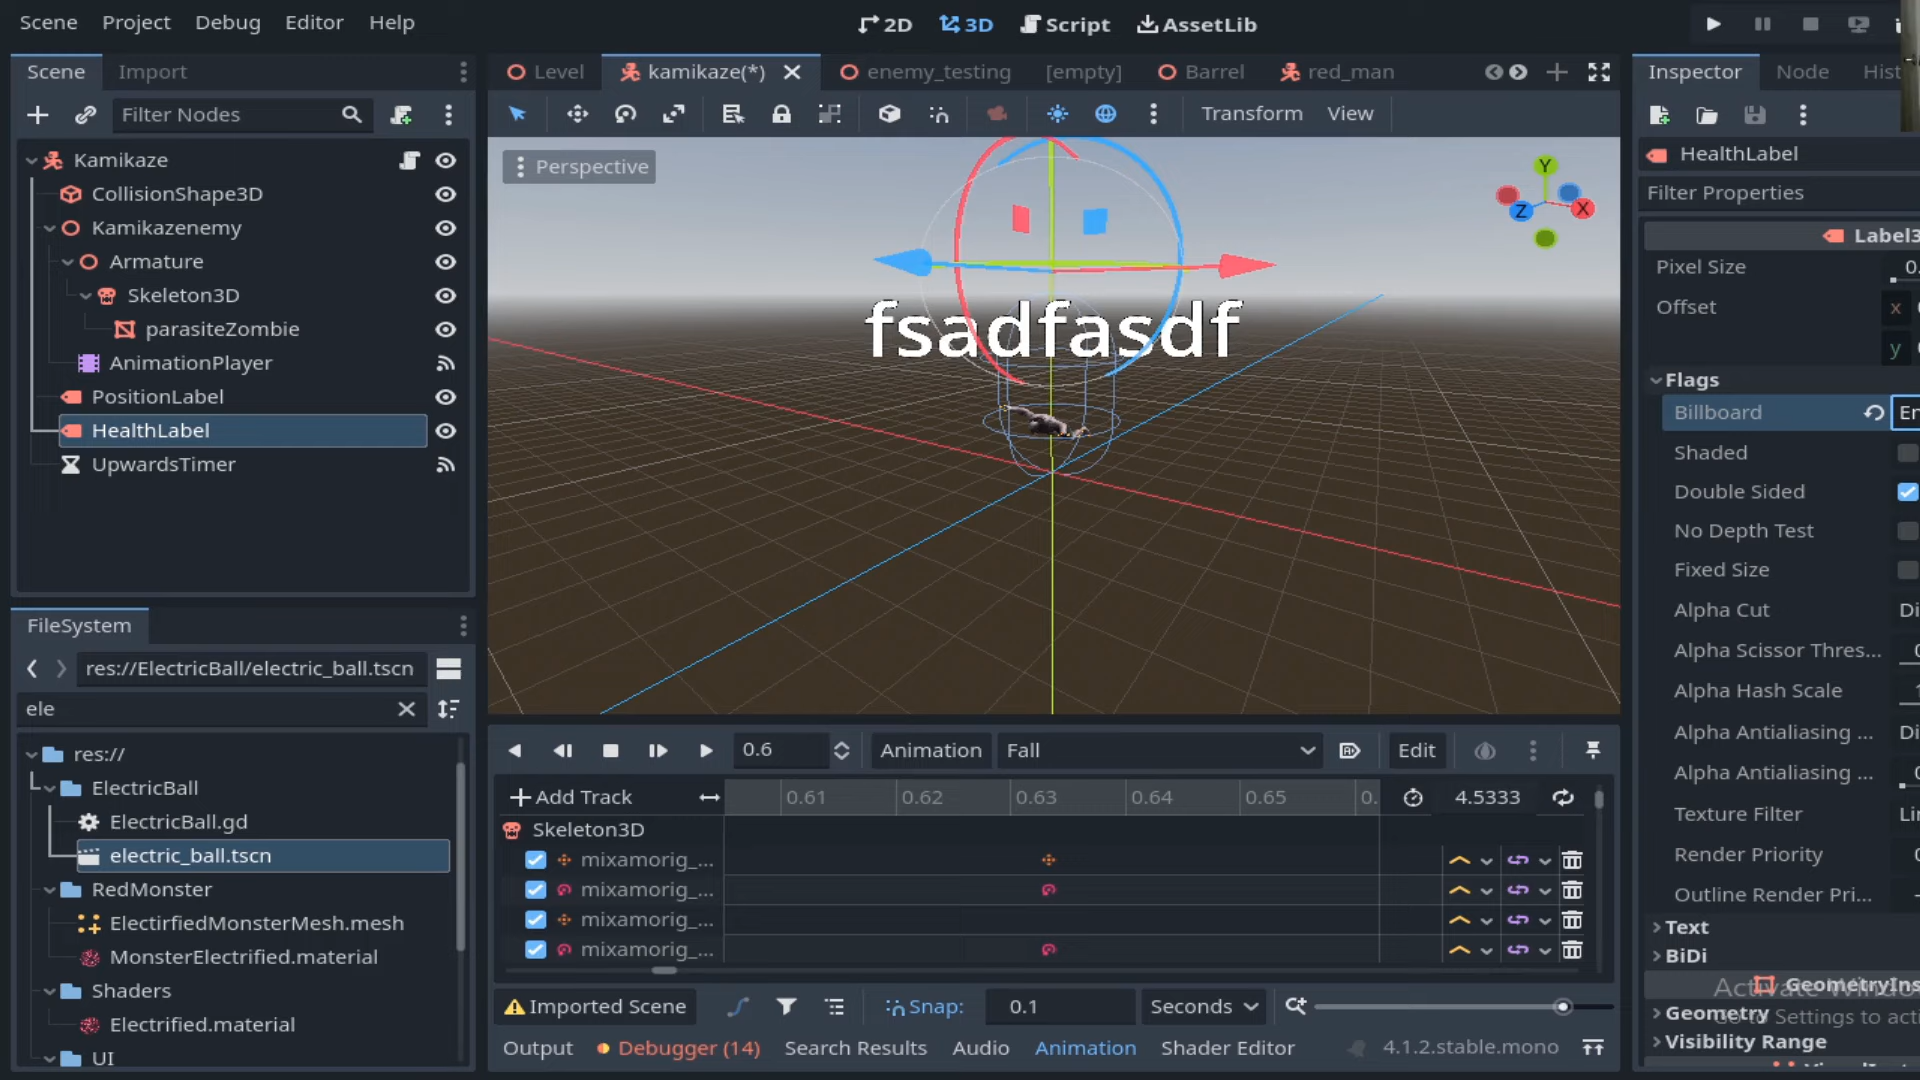 Scene Project Debug Editor Help
2D 3D Script AssetLib
Scene Import
Level kamikaze(*) enemy_testing [empty] Barrel red_man
Inspector Node
Filter Nodes
Transform View
Kamikaze
CollisionShape3D
Kamikazenemy
Armature
Skeleton3D
parasiteZombie
AnimationPlayer
PositionLabel
HealthLabel
UpwardsTimer
Perspective
Y
Z X
fsadfasdf
HealthLabel
Filter Properties
Pixel Size
Offset x
y
Flags
Billboard
Shaded
Double Sided
No Depth Test
Fixed Size
Alpha Cut
Alpha Scissor Thres...
Alpha Hash Scale
Alpha Antialiasing ...
Alpha Antialiasing ...
Texture Filter
Render Priority
Outline Render Pri...
Text
BiDi
Geometry
Visibility Range
FileSystem
res://ElectricBall/electric_ball.tscn
ele
res://
ElectricBall
ElectricBall.gd
electric_ball.tscn
RedMonster
ElectirfiedMonsterMesh.mesh
MonsterElectrified.material
Shaders
Electrified.material
UI
0.6 Animation Fall Edit
Add Track 0.61 0.62 0.63 0.64 0.65 4.5333
Skeleton3D
mixamorig_...
mixamorig_...
mixamorig_...
mixamorig_...
Imported Scene Snap: 0.1 Seconds
Output Debugger (14) Search Results Audio Animation Shader Editor 4.1.2.stable.mono